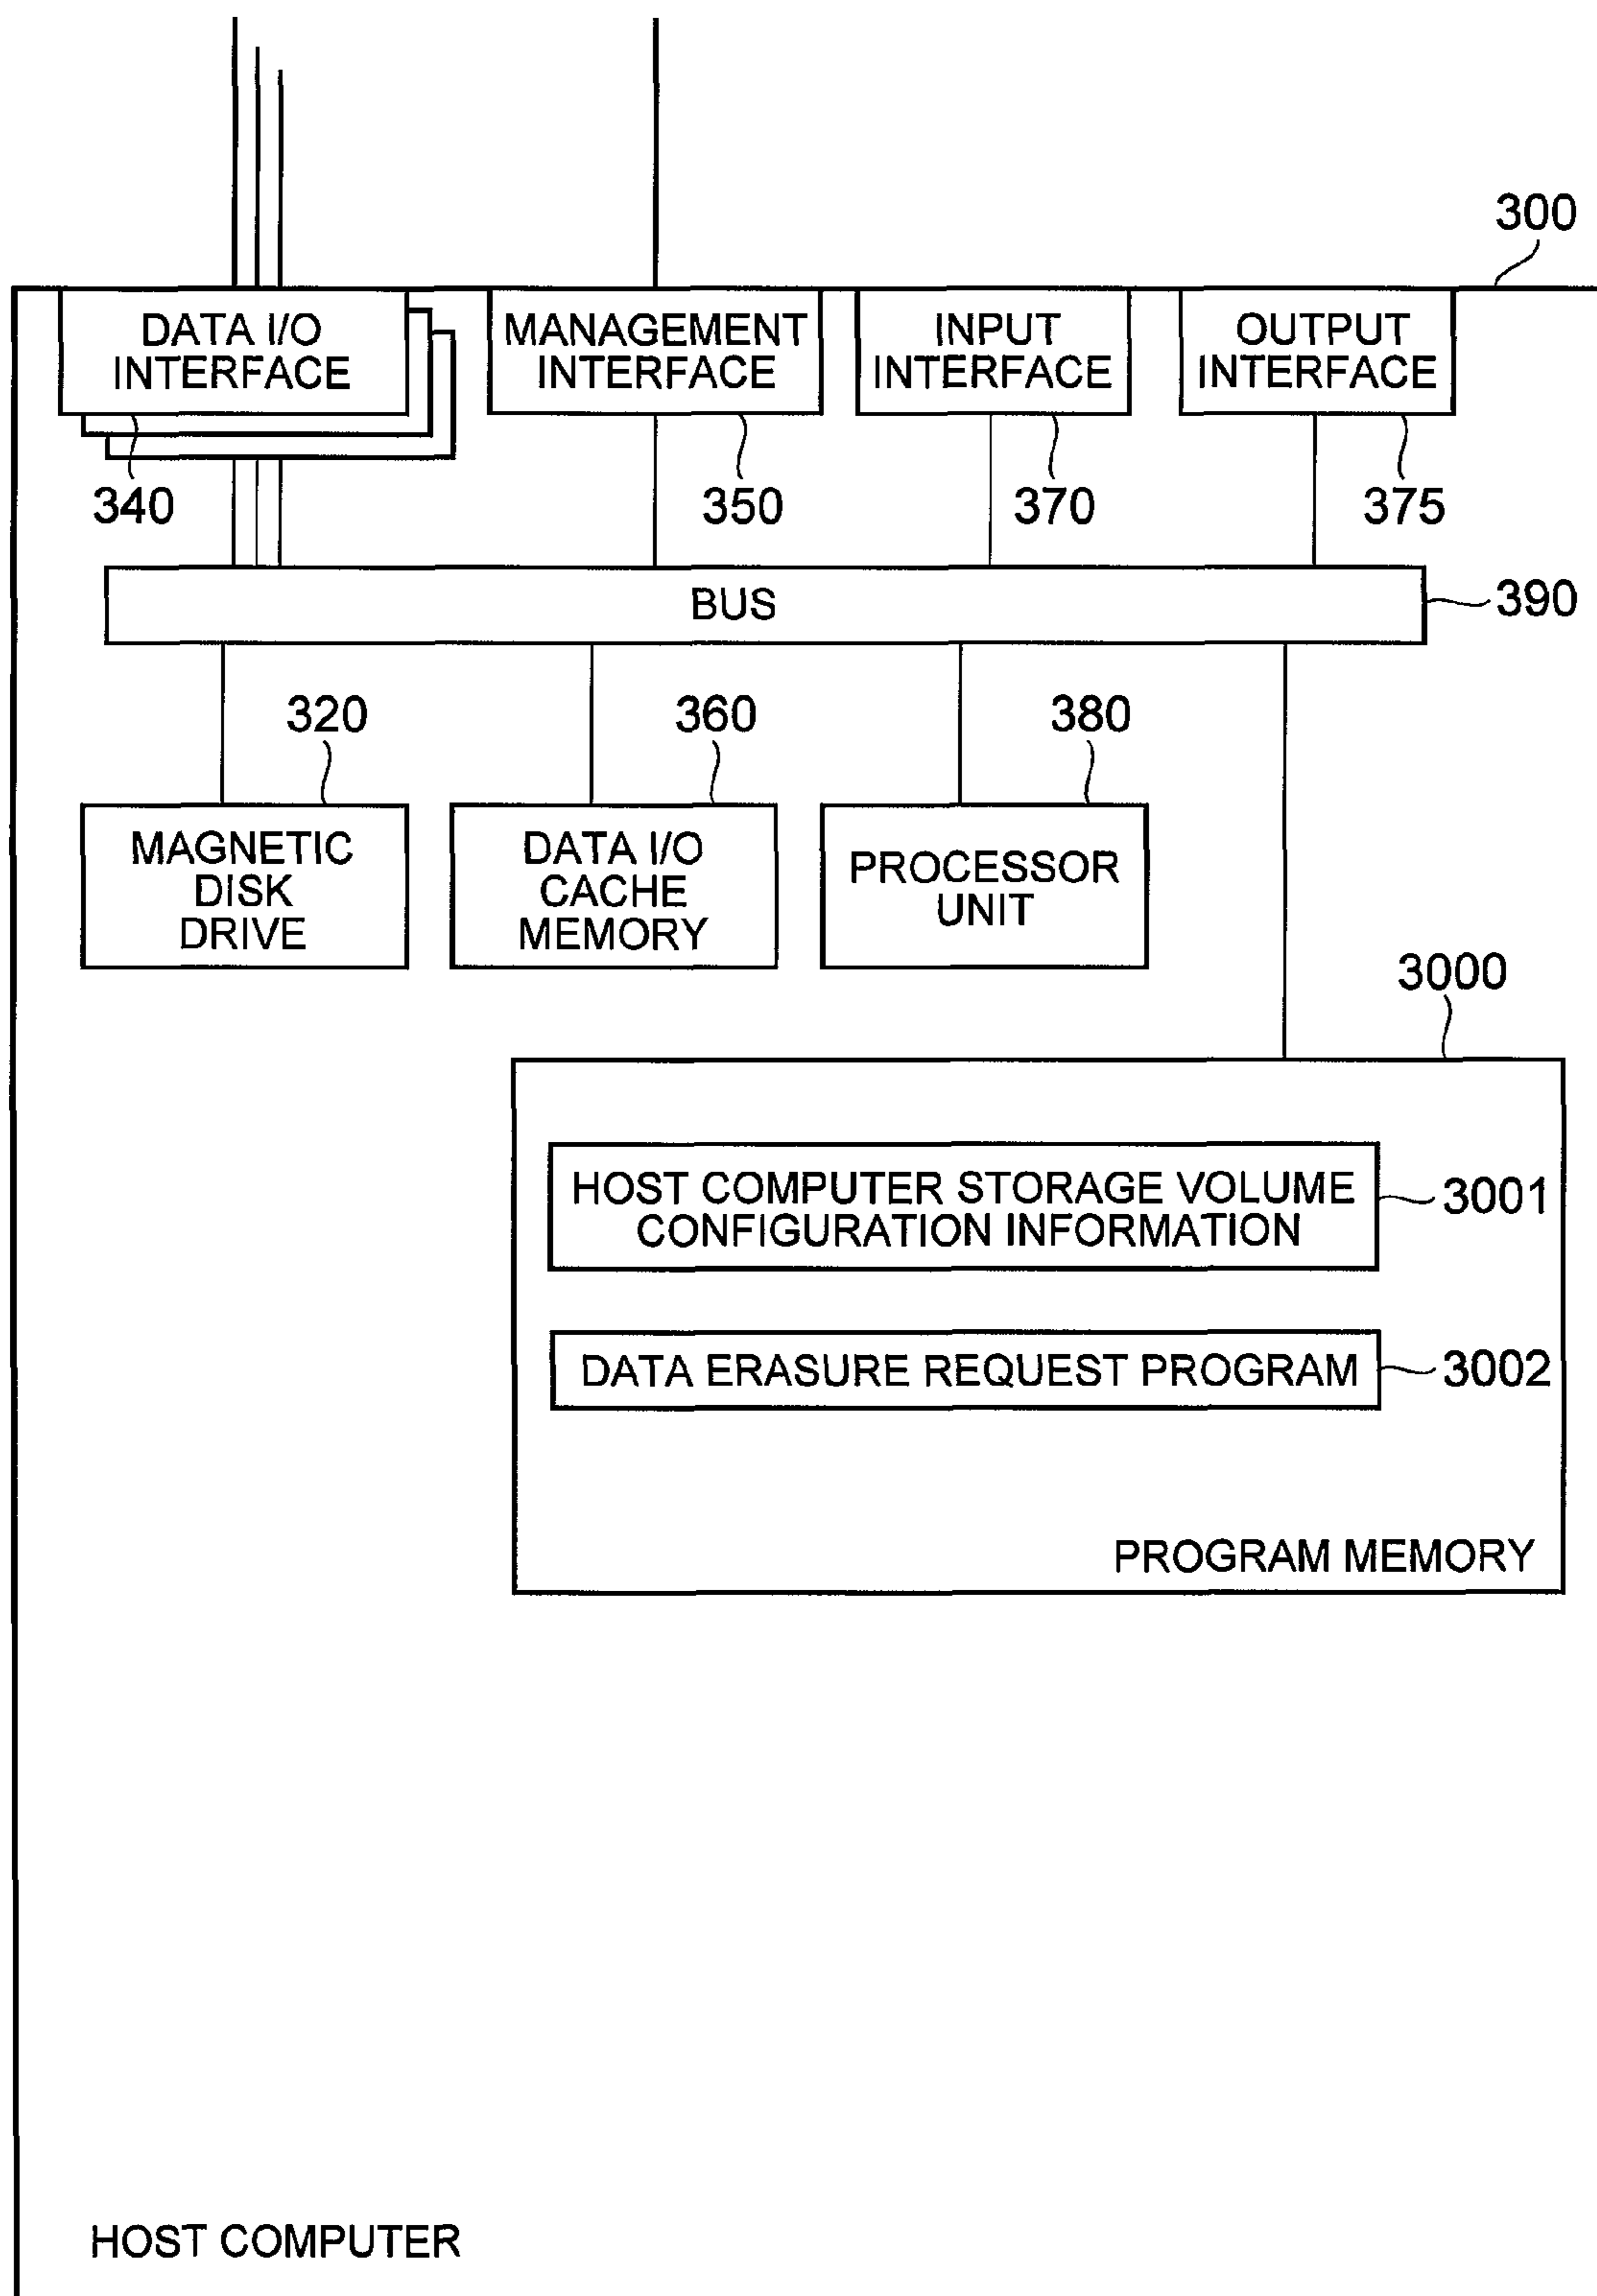 300
DATA I/O
INTERFACE
MANAGEMENT
INTERFACE
INPUT
INTERFACE
OUTPUT
INTERFACE
340
350
370
375
BUS
390
320
360
380
MAGNETIC
DISK
DRIVE
DATA I/O
CACHE
MEMORY
PROCESSOR
UNIT
3000
HOST COMPUTER STORAGE VOLUME
CONFIGURATION INFORMATION
3001
DATA ERASURE REQUEST PROGRAM
3002
PROGRAM MEMORY
HOST COMPUTER